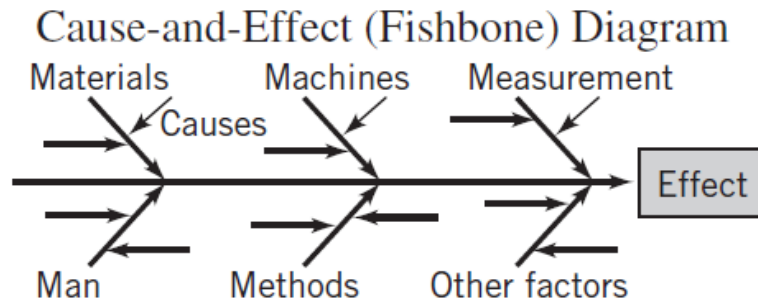 Cause-and-Effect (Fishbone) Diagram
Materials Machines Measurement
Causes
Effect
Man Methods Other factors